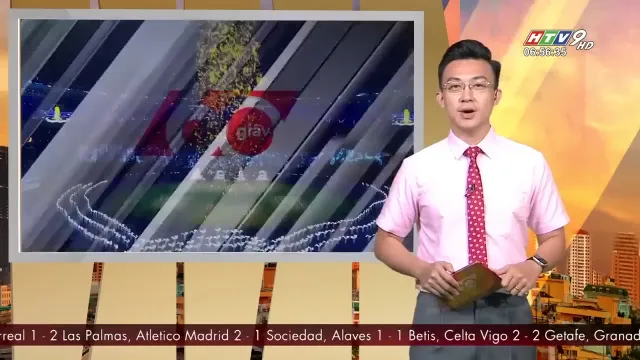 HTV9 HD
06:56:35
giây
rreal 1 - 2 Las Palmas, Atletico Madrid 2 - 1 Sociedad, Alaves 1 - 1 Betis, Celta Vigo 2 - 2 Getafe, Granad